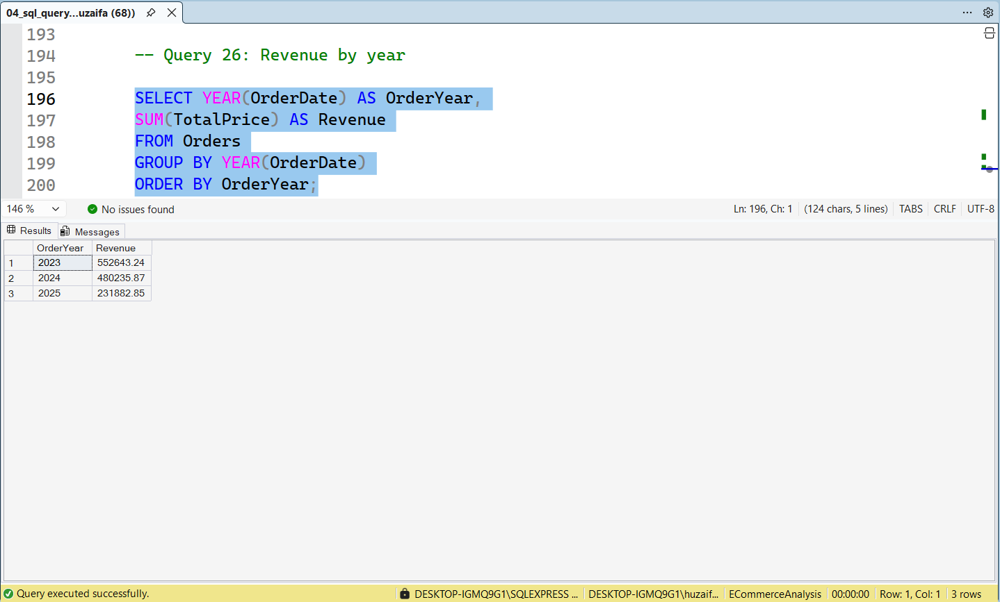 04_sql_query...uzaifa (68))
193
194 -- Query 26: Revenue by year
195
196 SELECT YEAR(OrderDate) AS OrderYear,
197 SUM(TotalPrice) AS Revenue
198 FROM Orders
199 GROUP BY YEAR(OrderDate)
200 ORDER BY OrderYear;
146 % No issues found Ln: 196, Ch: 1 (124 chars, 5 lines) TABS CRLF UTF-8
Results Messages
OrderYear Revenue
1 2023 552643.24
2 2024 480235.87
3 2025 231882.85
Query executed successfully. DESKTOP-IGMQ9G1\SQLEXPRESS ... DESKTOP-IGMQ9G1\huzaif... ECommerceAnalysis 00:00:00 Row: 1, Col: 1 3 rows